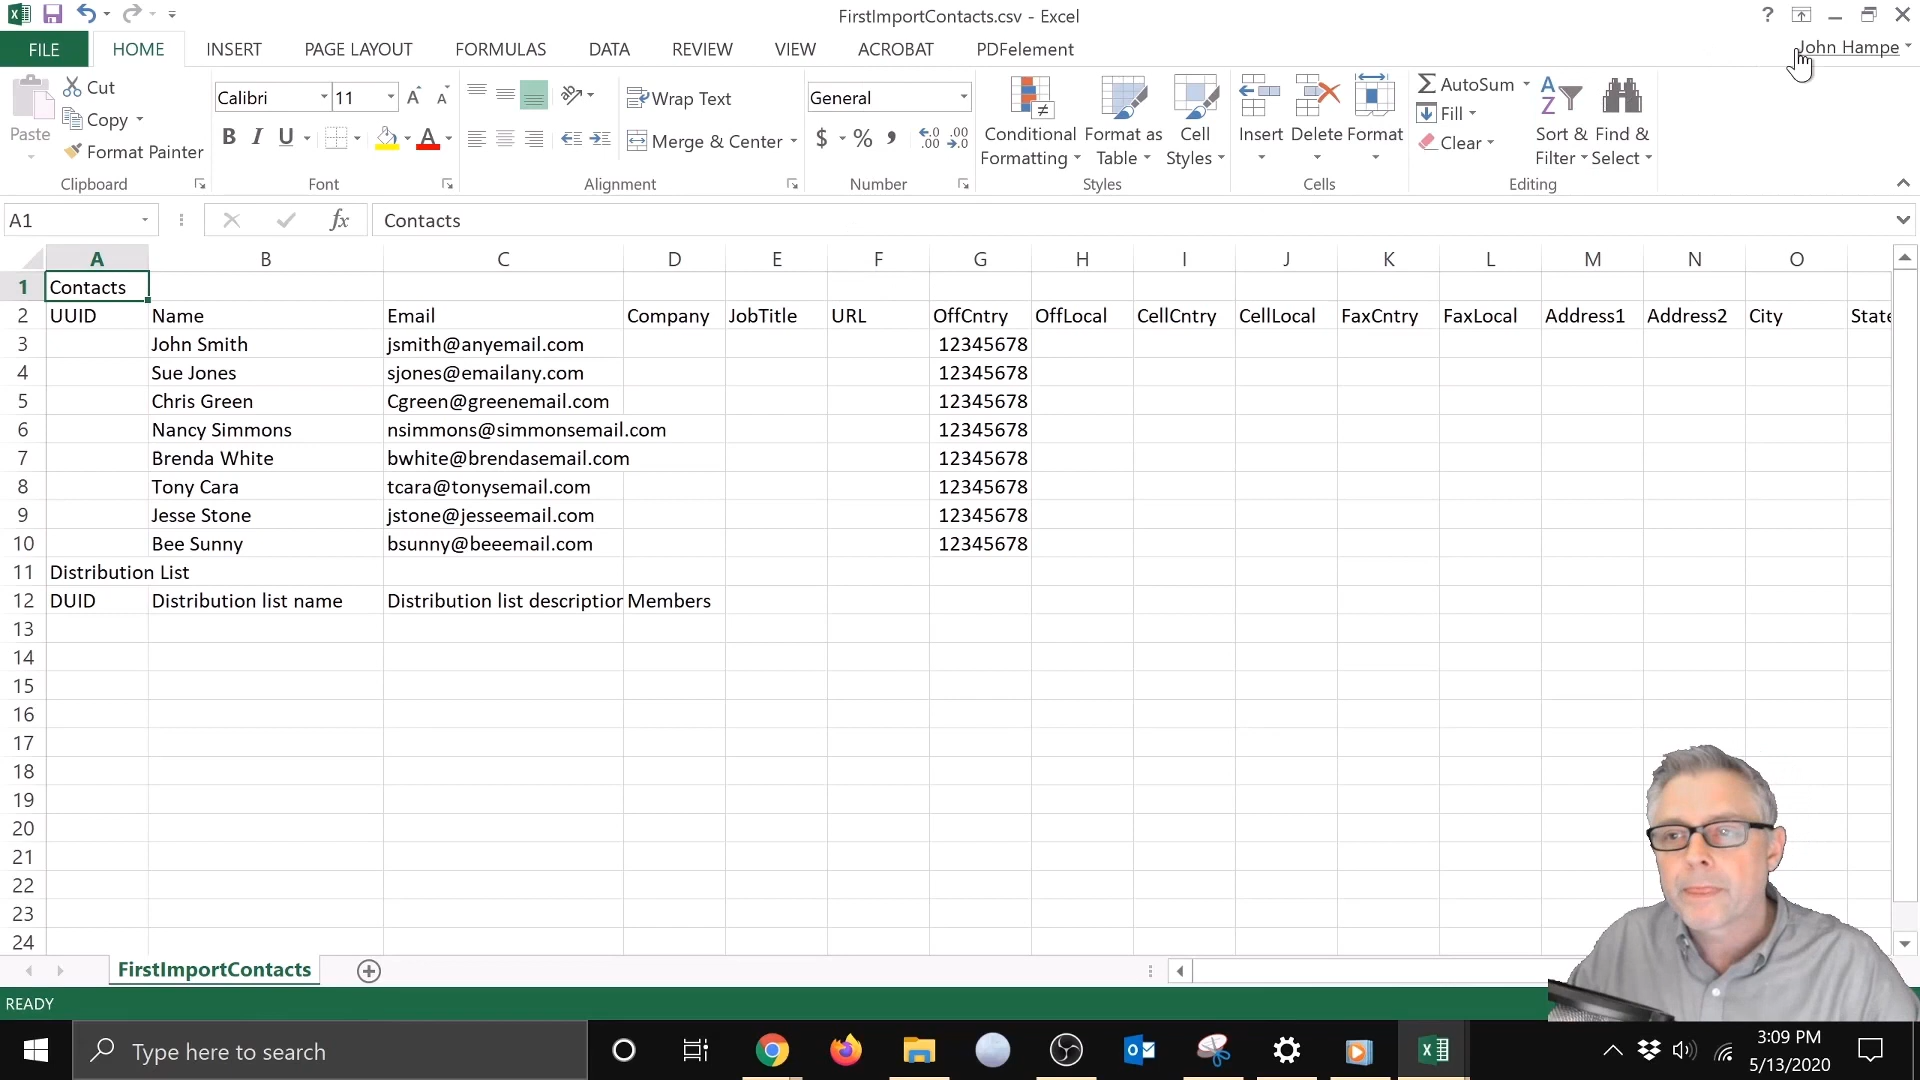 FirstImportContacts.csv - Excel
?
FILE HOME INSERT PAGE LAYOUT FORMULAS DATA REVIEW VIEW ACROBAT PDFelement John Hampe
Paste Cut Copy Format Painter Clipboard
Calibri 11 A A B I U A Font
Wrap Text Merge & Center Alignment
General $ % , .0 .00 .00 .0 Number
Conditional Formatting Format as Table Cell Styles Styles
Insert Delete Format Cells
AutoSum Fill Clear Sort & Filter Find & Select Editing
A1 fx Contacts
A B C D E F G H I J K L M N O
1 Contacts
2 UUID Name Email Company JobTitle URL OffCntry OffLocal CellCntry CellLocal FaxCntry FaxLocal Address1 Address2 City State
3 John Smith jsmith@anyemail.com 12345678
4 Sue Jones sjones@emailany.com 12345678
5 Chris Green Cgreen@greenemail.com 12345678
6 Nancy Simmons nsimmons@simmonsemail.com 12345678
7 Brenda White bwhite@brendasemail.com 12345678
8 Tony Cara tcara@tonysemail.com 12345678
9 Jesse Stone jstone@jesseemail.com 12345678
10 Bee Sunny bsunny@beeemail.com 12345678
11 Distribution List
12 DUID Distribution list name Distribution list description Members
13
14
15
16
17
18
19
20
21
22
23
24
FirstImportContacts
READY
Type here to search
3:09 PM
5/13/2020